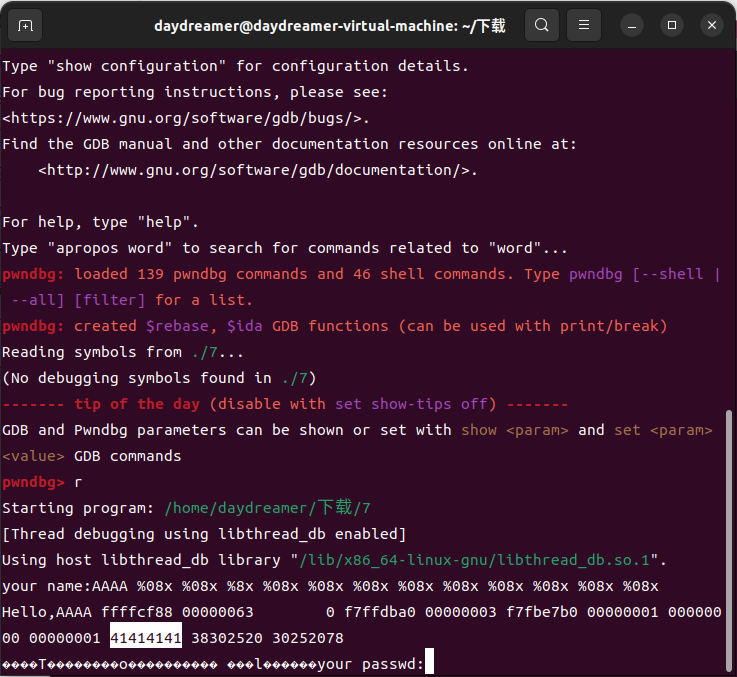 daydreamer@daydreamer-virtual-machine: ~/下载
Type "show configuration" for configuration details.
For bug reporting instructions, please see:
<https://www.gnu.org/software/gdb/bugs/>.
Find the GDB manual and other documentation resources online at:
    <http://www.gnu.org/software/gdb/documentation/>.

For help, type "help".
Type "apropos word" to search for commands related to "word"...
pwndbg: loaded 139 pwndbg commands and 46 shell commands. Type pwndbg [--shell |
 --all] [filter] for a list.
pwndbg: created $rebase, $ida GDB functions (can be used with print/break)
Reading symbols from ./7...
(No debugging symbols found in ./7)
------- tip of the day (disable with set show-tips off) -------
GDB and Pwndbg parameters can be shown or set with show <param> and set <param>
<value> GDB commands
pwndbg> r
Starting program: /home/daydreamer/下载/7
[Thread debugging using libthread_db enabled]
Using host libthread_db library "/lib/x86_64-linux-gnu/libthread_db.so.1".
your name:AAAA %08x %08x %8x %08x %08x %08x %08x %08x %08x %08x %08x %08x
Hello,AAAA ffffcf88 00000063        0 f7ffdba0 00000003 f7fbe7b0 00000001 000000
00 00000001 41414141 38302520 30252078
����T��������o���������� ���l������your passwd: